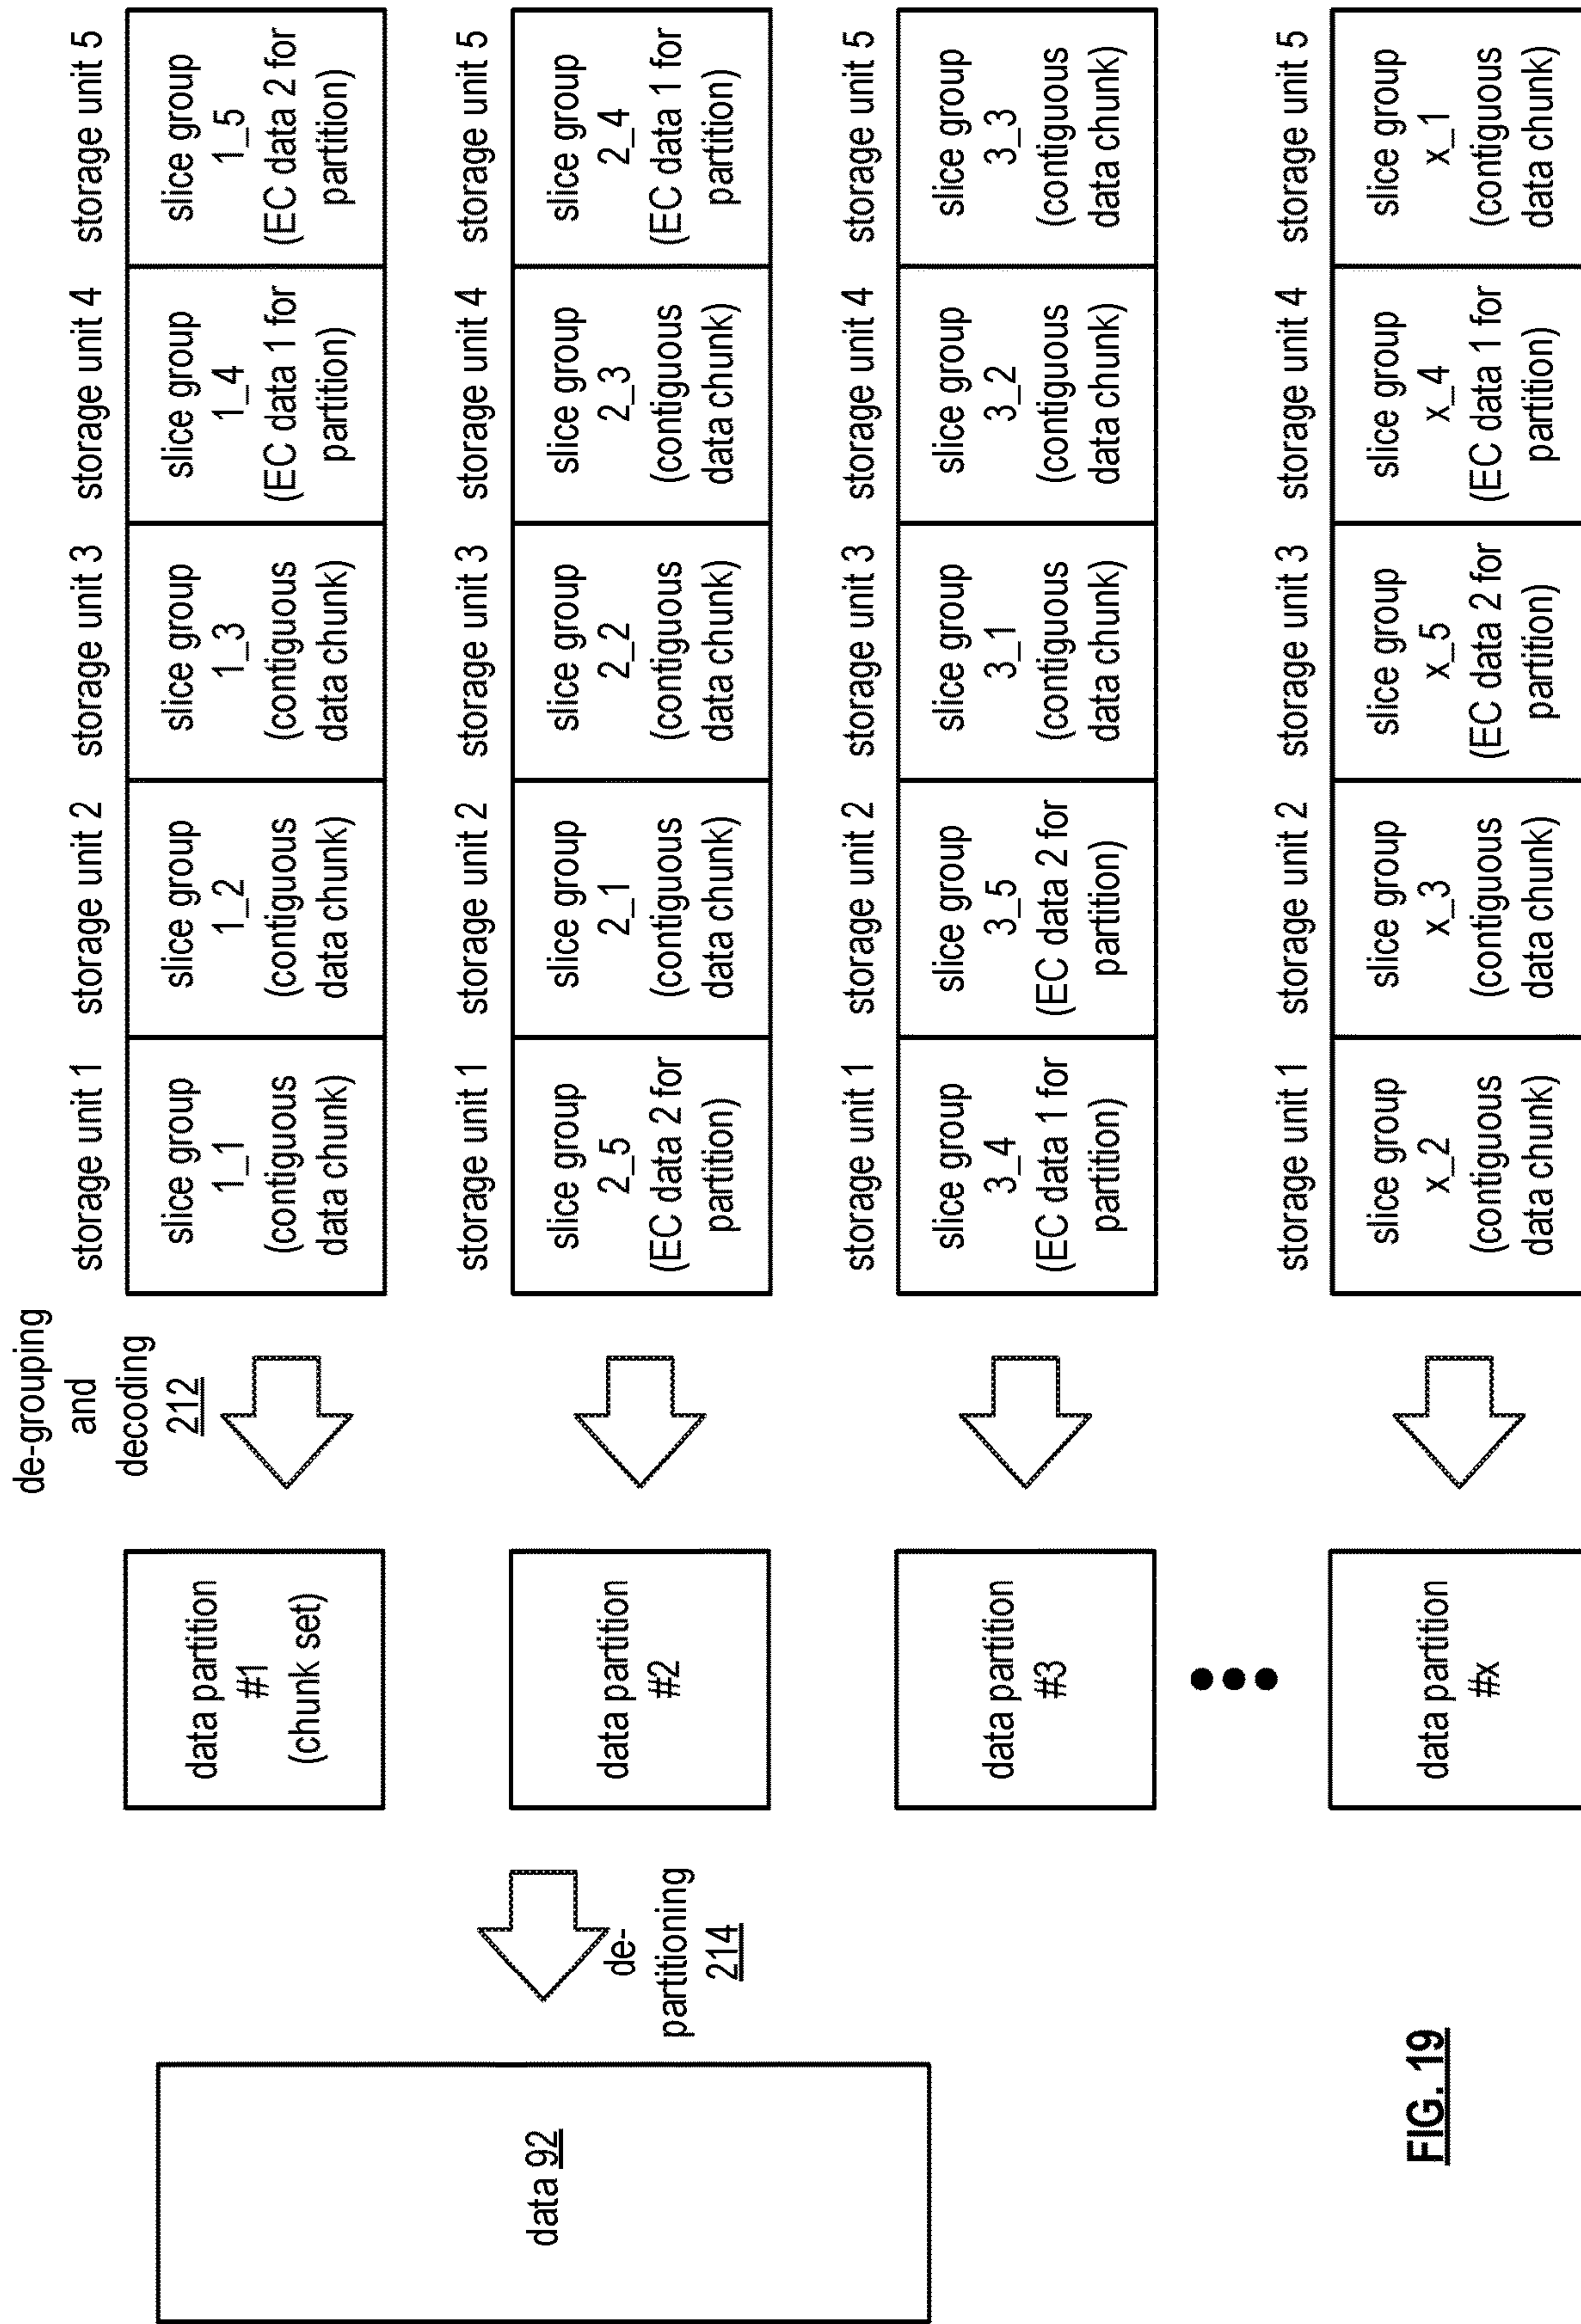 data 92
de-
partitioning
214
data partition
#1
(chunk set)
data partition
#2
data partition
#3
data partition
#x
de-grouping
and
decoding
212
storage unit 1
storage unit 2
storage unit 3
storage unit 4
storage unit 5
slice group
1_1
(contiguous
data chunk)
slice group
1_2
(contiguous
data chunk)
slice group
1_3
(contiguous
data chunk)
slice group
1_4
(EC data 1 for
partition)
slice group
1_5
(EC data 2 for
partition)
storage unit 1
storage unit 2
storage unit 3
storage unit 4
storage unit 5
slice group
2_5
(EC data 2 for
partition)
slice group
2_1
(contiguous
data chunk)
slice group
2_2
(contiguous
data chunk)
slice group
2_3
(contiguous
data chunk)
slice group
2_4
(EC data 1 for
partition)
storage unit 1
storage unit 2
storage unit 3
storage unit 4
storage unit 5
slice group
3_4
(EC data 1 for
partition)
slice group
3_5
(EC data 2 for
partition)
slice group
3_1
(contiguous
data chunk)
slice group
3_2
(contiguous
data chunk)
slice group
3_3
(contiguous
data chunk)
storage unit 1
storage unit 2
storage unit 3
storage unit 4
storage unit 5
slice group
x_2
(contiguous
data chunk)
slice group
x_3
(contiguous
data chunk)
slice group
x_5
(EC data 2 for
partition)
slice group
x_4
(EC data 1 for
partition)
slice group
x_1
(contiguous
data chunk)
FIG. 19